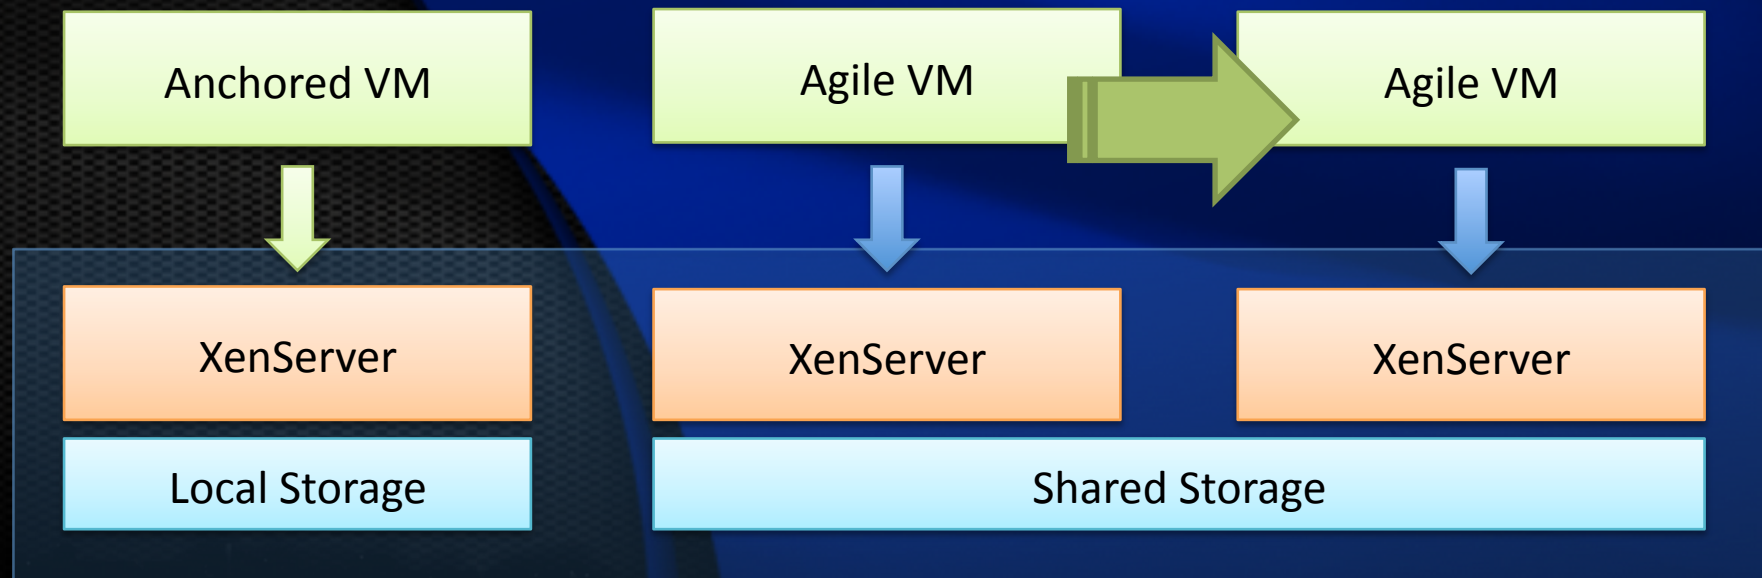 Anchored VM
Agile VM
Agile VM
XenServer
XenServer
XenServer
Local Storage
Shared Storage